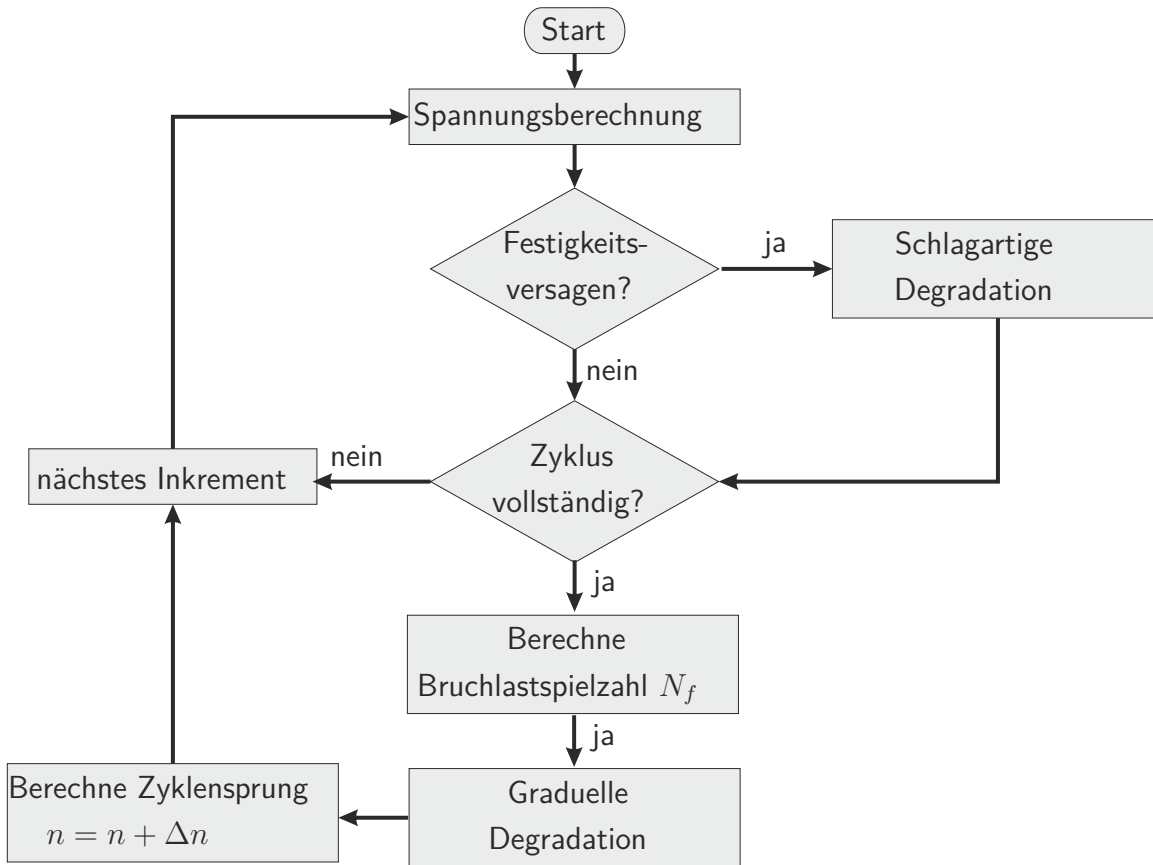 Start
Spannungsberechnung
Festigkeits-
versagen?
ja
Schlagartige
Degradation
nein
Zyklus
vollständig?
nein
nächstes Inkrement
ja
Berechne
Bruchlastspielzahl N_f
ja
Graduelle
Degradation
Berechne Zyklensprung
n = n + Δn